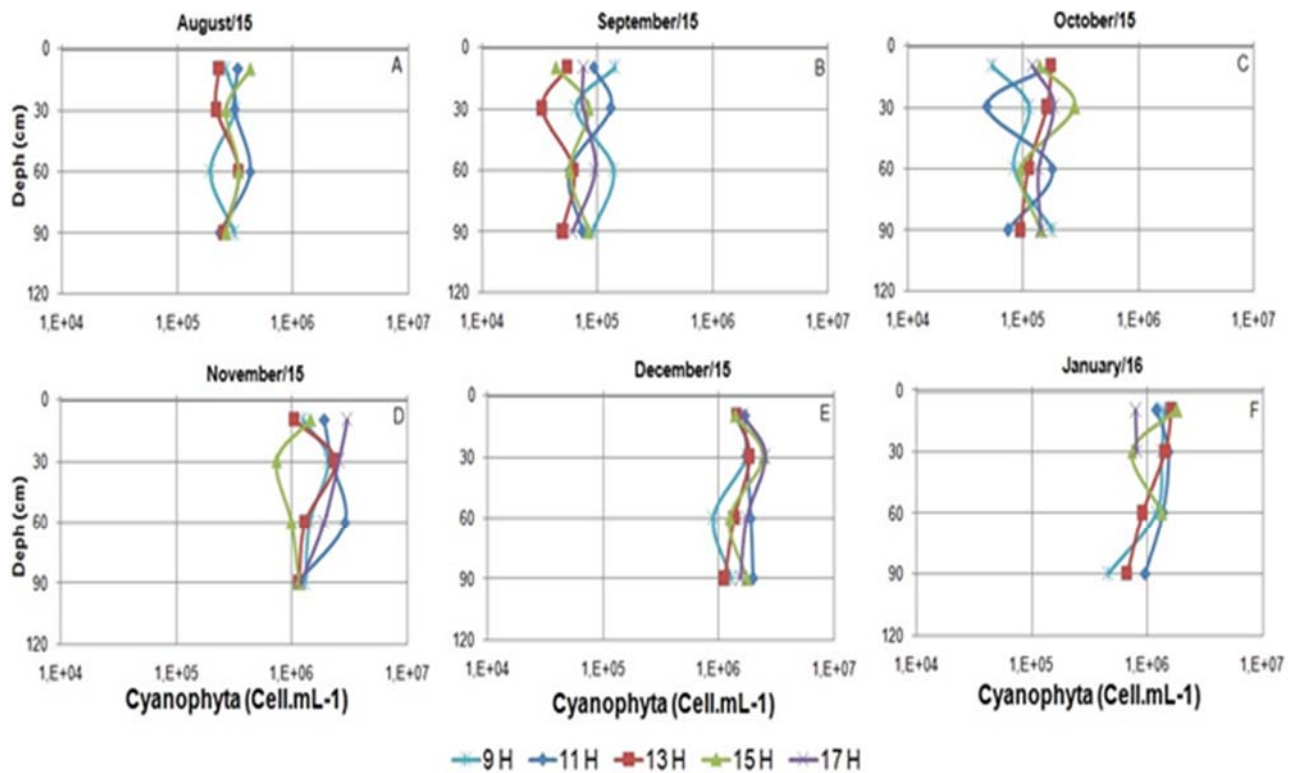 August/15
September/15
October/15
0
30
60
90
120
Deph (cm)
A
1,E+04 1,E+05 1,E+06 1,E+07
0
30
60
90
120
B
1,E+04 1,E+05 1,E+06 1,E+07
0
30
60
90
120
C
1,E+04 1,E+05 1,E+06 1,E+07
November/15
December/15
January/16
0
30
60
90
120
Deph (cm)
D
1,E+04 1,E+05 1,E+06 1,E+07
Cyanophyta (Cell.mL-1)
0
30
60
90
120
E
1,E+04 1,E+05 1,E+06 1,E+07
Cyanophyta (Cell.mL-1)
0
30
60
90
120
F
1,E+04 1,E+05 1,E+06 1,E+07
Cyanophyta (Cell.mL-1)
9 H 11 H 13 H 15 H 17 H